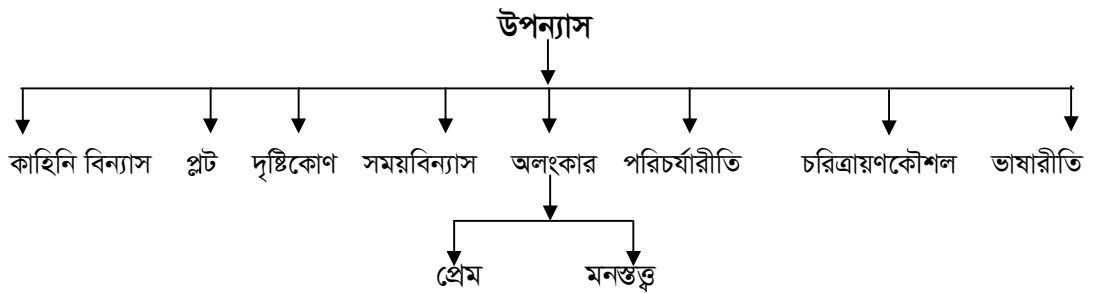 উপন্যাস
কাহিনি বিন্যাস প্লট দৃষ্টিকোণ সময়বিন্যাস অলংকার পরিচর্যারীতি চরিত্রায়ণকৌশল ভাষারীতি
প্রেম মনস্তত্ত্ব